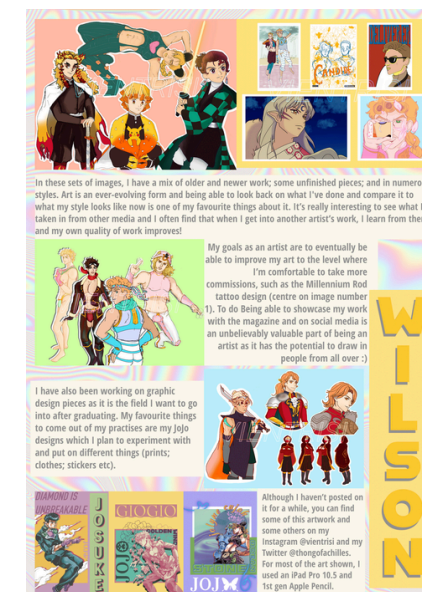 CANDIE
In these sets of images, I have a mix of older and newer work; some unfinished pieces; and in numero
styles. Art is an ever-evolving form and being able to look back on what I've done and compare it to
what my style looks like now is one of my favourite things about it. It's really interesting to see what I
taken in from other media and I often find that when I get into another artist's work, I learn from the
and my own quality of work improves!
My goals as an artist are to eventually be
able to improve my art to the level where
I'm comfortable to take more
commissions, such as the Millennium Rod
tattoo design (centre on image number
1). To do Being able to showcase my work
with the magazine and on social media is
an unbelievably valuable part of being an
artist as it has the potential to draw in
people from all over :)
WILSON
I have also been working on graphic
design pieces as it is the field I want to go
into after graduating. My favourite things
to come out of my practises are my JoJo
designs which I plan to experiment with
and put on different things (prints;
clothes; stickers etc).
DIAMOND IS
UNBREAKABLE
JOSUKE
GIOGIO
JOJO
Although I haven't posted on
it for a while, you can find
some of this artwork and
some others on my
Instagram @vientrisi and my
Twitter @thongofachilles.
For most of the art shown, I
used an iPad Pro 10.5 and
1st gen Apple Pencil.